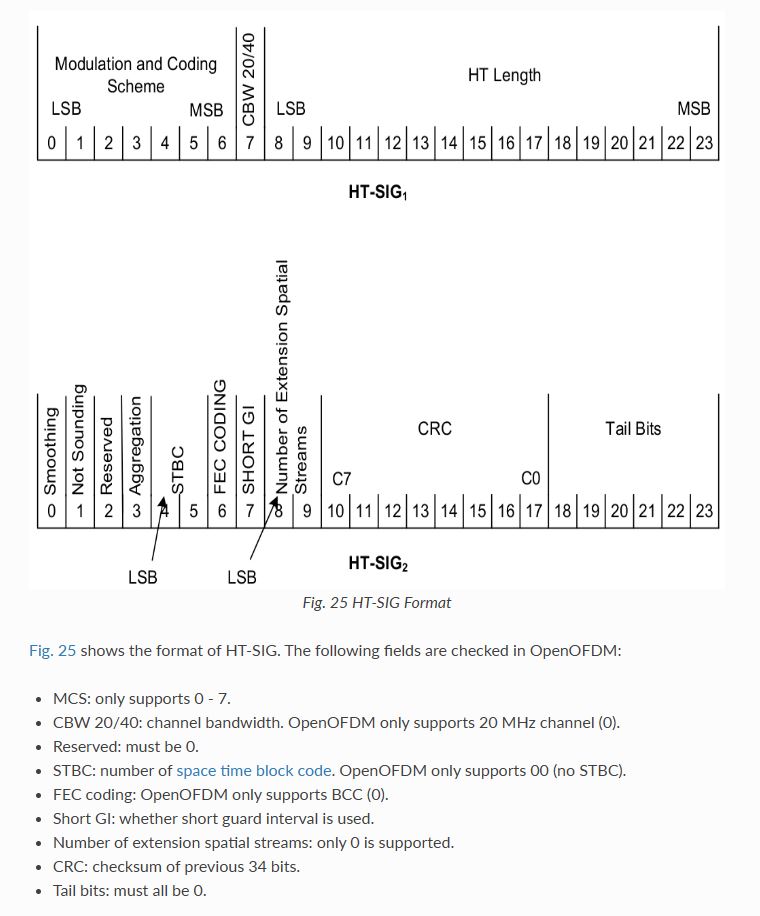 Modulation and Coding
Scheme
LSB MSB
CBW 20/40
HT Length
LSB MSB
0 1 2 3 4 5 6 7 8 9 10 11 12 13 14 15 16 17 18 19 20 21 22 23
HT-SIG1
Smoothing
Not Sounding
Reserved
Aggregation
STBC
FEC CODING
SHORT GI
Number of Extension Spatial
Streams
CRC
C7 C0
Tail Bits
0 1 2 3 4 5 6 7 8 9 10 11 12 13 14 15 16 17 18 19 20 21 22 23
LSB LSB
HT-SIG2
Fig. 25 HT-SIG Format
Fig. 25 shows the format of HT-SIG. The following fields are checked in OpenOFDM:
• MCS: only supports 0 - 7.
• CBW 20/40: channel bandwidth. OpenOFDM only supports 20 MHz channel (0).
• Reserved: must be 0.
• STBC: number of space time block code. OpenOFDM only supports 00 (no STBC).
• FEC coding: OpenOFDM only supports BCC (0).
• Short GI: whether short guard interval is used.
• Number of extension spatial streams: only 0 is supported.
• CRC: checksum of previous 34 bits.
• Tail bits: must all be 0.